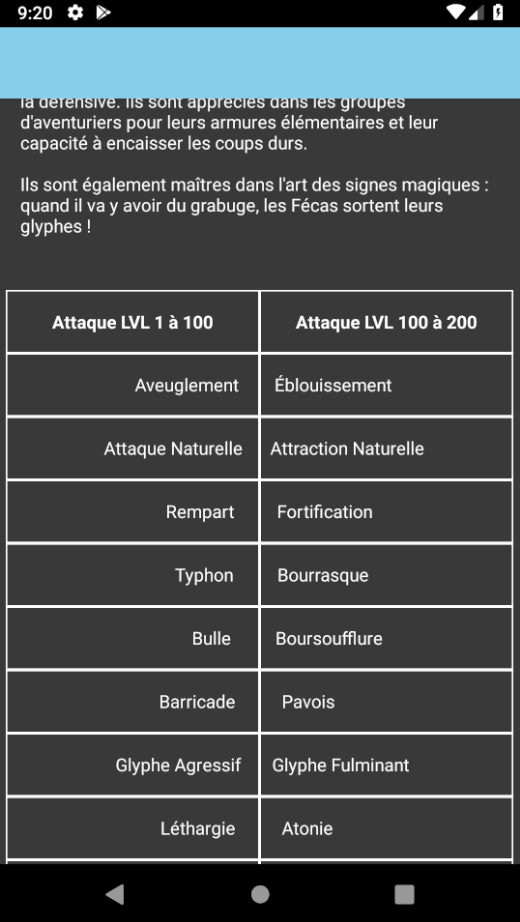 9:20
la défensive. Ils sont appréciés dans les groupes
d'aventuriers pour leurs armures élémentaires et leur
capacité à encaisser les coups durs.
Ils sont également maîtres dans l'art des signes magiques :
quand il va y avoir du grabuge, les Fécas sortent leurs
glyphes !
Attaque LVL 1 à 100 Attaque LVL 100 à 200
Aveuglement Éblouissement
Attaque Naturelle Attraction Naturelle
Rempart Fortification
Typhon Bourrasque
Bulle Boursoufflure
Barricade Pavois
Glyphe Agressif Glyphe Fulminant
Léthargie Atonie